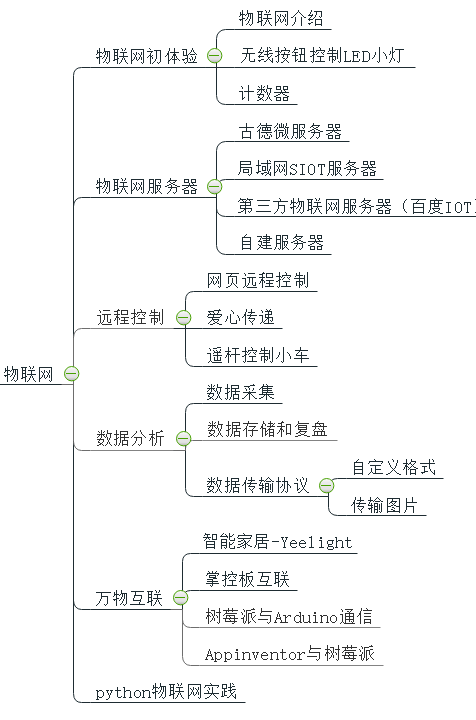 物联网
物联网初体验
物联网介绍
无线按钮控制LED小灯
计数器
物联网服务器
古德微服务器
局域网SIOT服务器
第三方物联网服务器（百度IOT）
自建服务器
远程控制
网页远程控制
爱心传递
遥杆控制小车
数据分析
数据采集
数据存储和复盘
数据传输协议
自定义格式
传输图片
万物互联
智能家居-Yeelight
掌控板互联
树莓派与Arduino通信
Appinventor与树莓派
python物联网实践